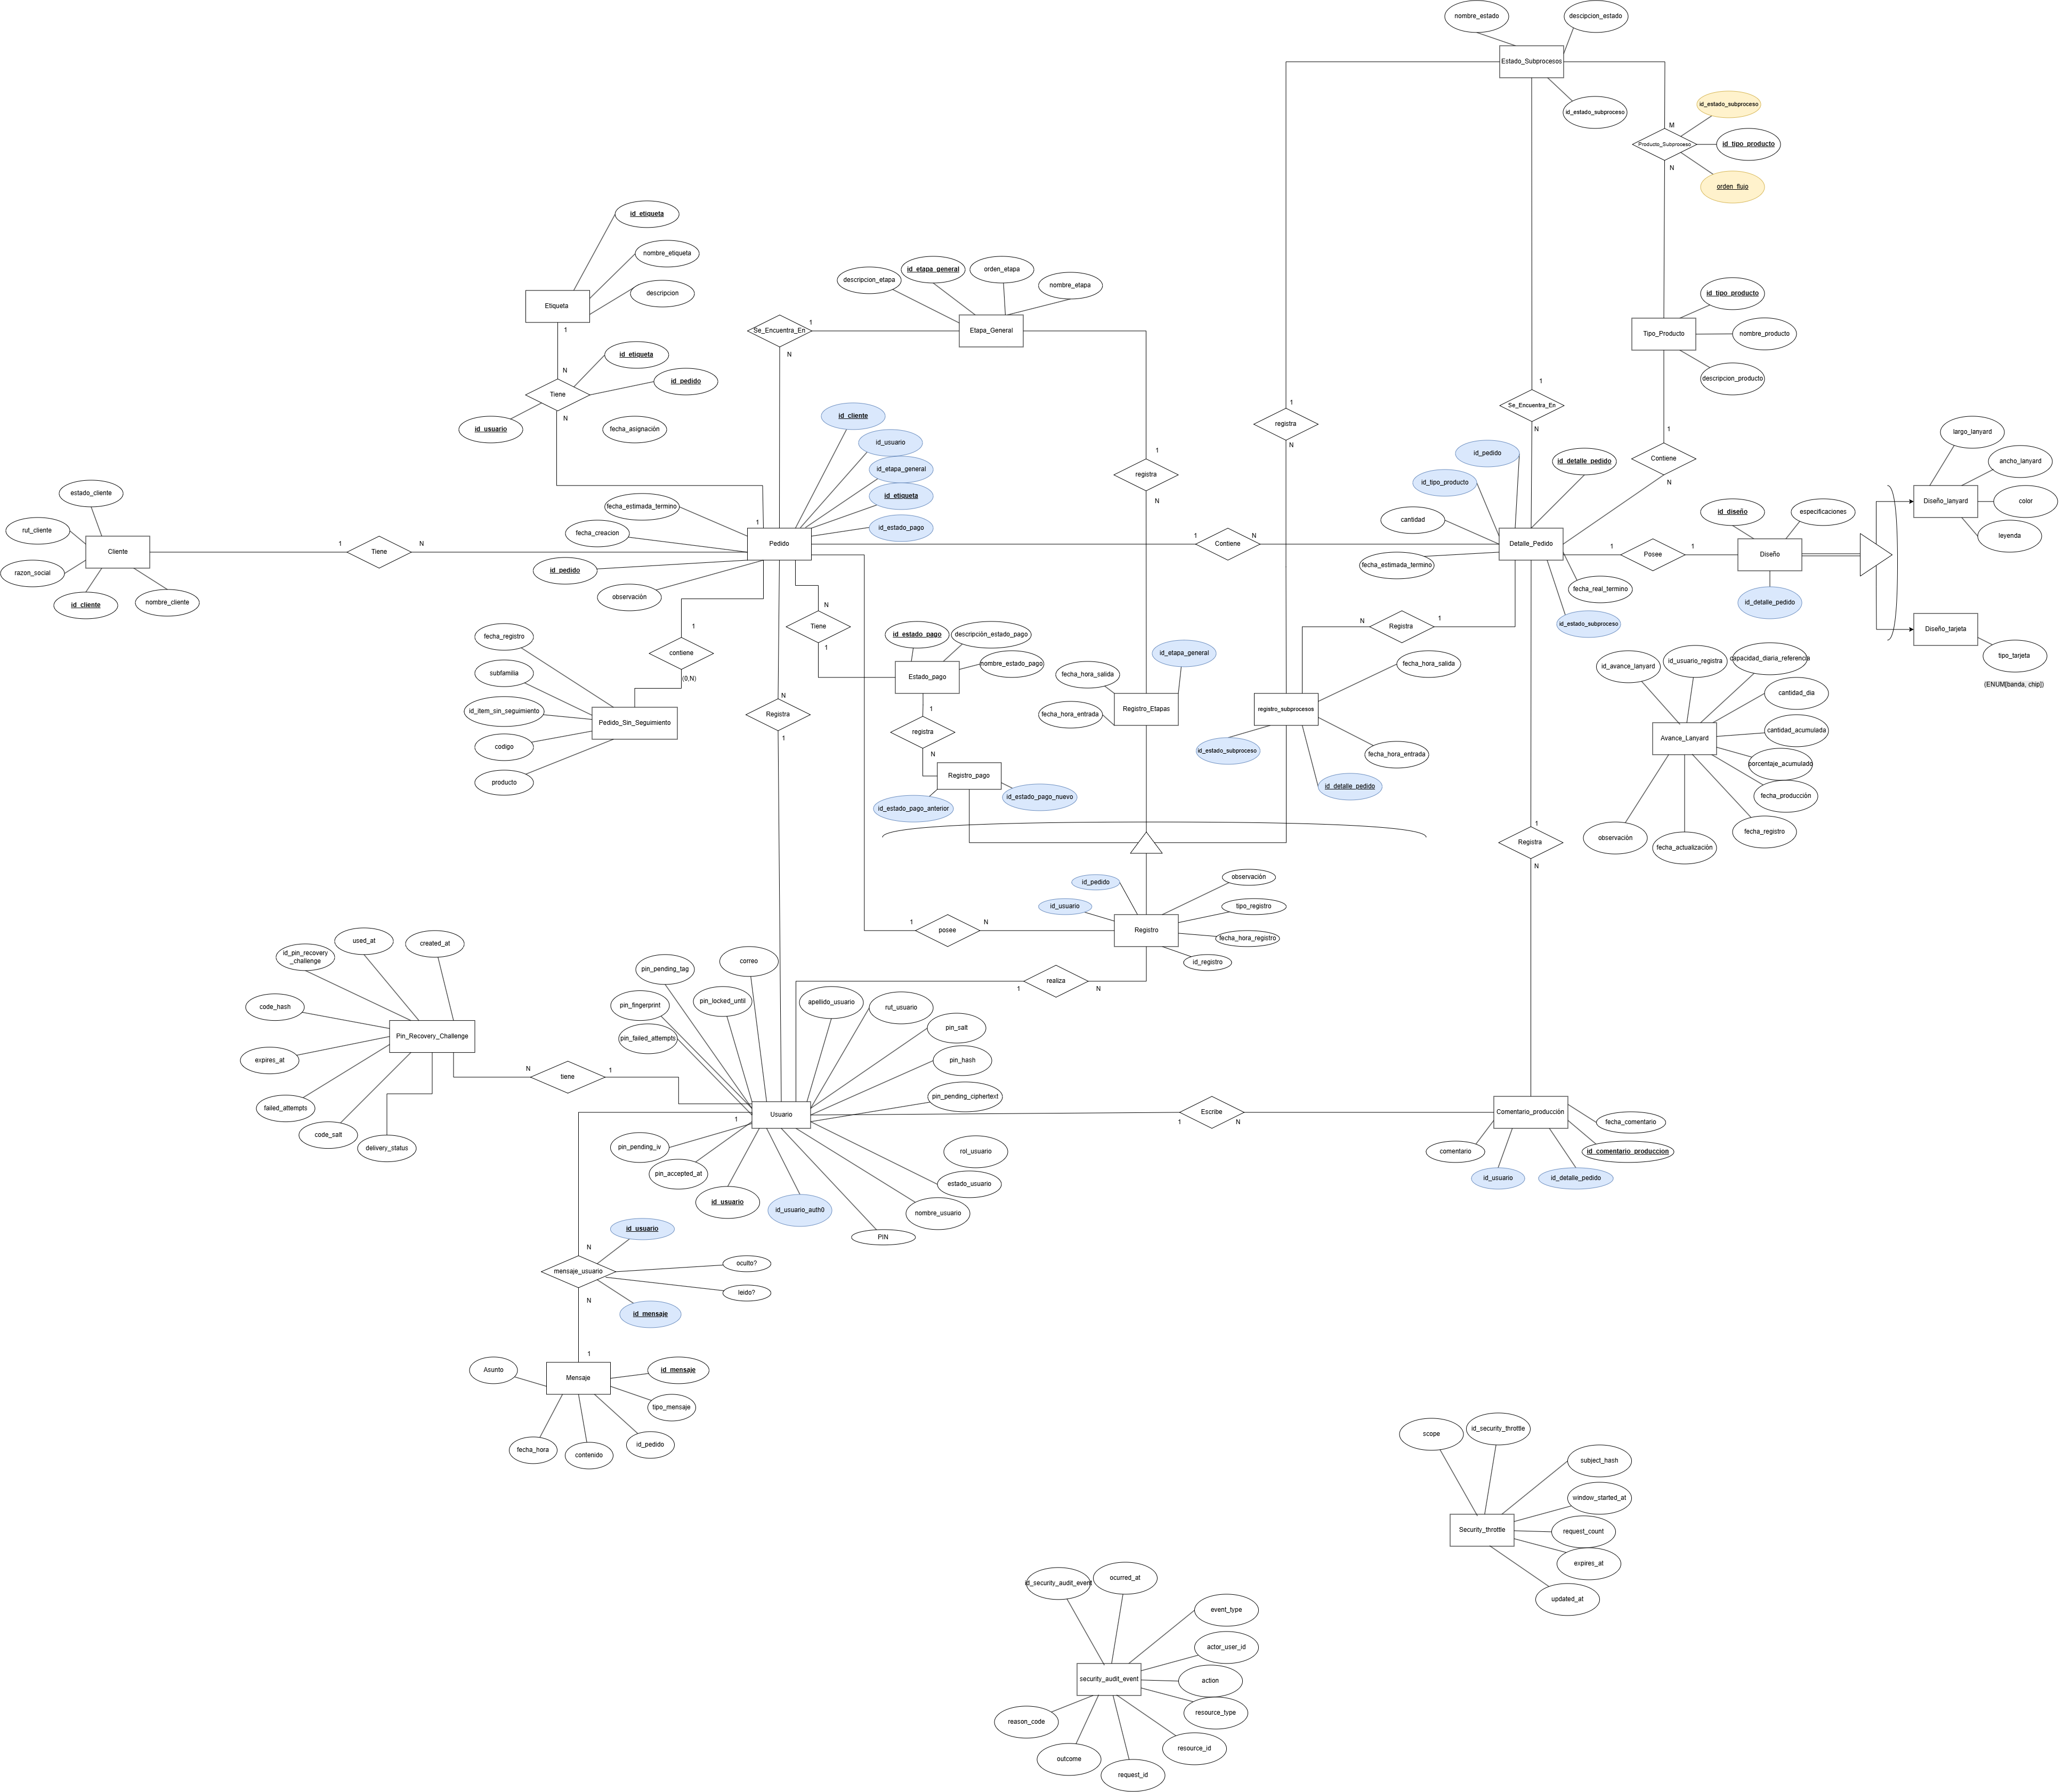 nombre_estado
descipcion_estado
Estado_Subprocesos
id_estado_subproceso
id_estado_subproceso
M
Producto_Subproceso
id_tipo_producto
N
orden_flujo
id_etiqueta
nombre_etiqueta
descripcion
Etiqueta
1
id_etiqueta
N
id_pedido
Tiene
N
id_usuario
fecha_asignación
descripcion_etapa
id_etapa_general
orden_etapa
nombre_etapa
Se_Encuentra_En
1
Etapa_General
N
id_tipo_producto
Tipo_Producto
nombre_producto
descripcion_producto
1
Se_Encuentra_En
N
1
registra
N
1
Contiene
N
1
registra
N
id_cliente
id_usuario
id_etapa_general
id_etiqueta
id_estado_pago
fecha_estimada_termino
fecha_creacion
1
Pedido
id_pedido
observación
estado_cliente
rut_cliente
Cliente
razon_social
id_cliente
nombre_cliente
1
Tiene
N
1
Contiene
N
id_pedido
id_detalle_pedido
id_tipo_producto
cantidad
Detalle_Pedido
fecha_estimada_termino
fecha_real_termino
id_estado_subproceso
1
Posee
1
id_diseño
especificaciones
Diseño
id_detalle_pedido
largo_lanyard
ancho_lanyard
Diseño_lanyard
color
leyenda
Diseño_tarjeta
tipo_tarjeta
(ENUM[banda, chip])
fecha_registro
subfamilia
id_item_sin_seguimiento
Pedido_Sin_Seguimiento
codigo
producto
1
contiene
(0,N)
N
Tiene
1
id_estado_pago
descripción_estado_pago
nombre_estado_pago
Estado_pago
1
registra
N
Registro_pago
id_estado_pago_anterior
id_estado_pago_nuevo
N
Registra
1
id_etapa_general
fecha_hora_salida
Registro_Etapas
fecha_hora_entrada
N
Registra
1
fecha_hora_salida
registro_subprocesos
id_estado_subproceso
fecha_hora_entrada
id_detalle_pedido
id_avance_lanyard
id_usuario_registra
capacidad_diaria_referencia
cantidad_dia
cantidad_acumulada
Avance_Lanyard
porcentaje_acumulado
fecha_producción
fecha_registro
observación
fecha_actualización
1
Registra
N
id_pedido
observación
id_usuario
tipo_registro
Registro
fecha_hora_registro
id_registro
1
posee
N
1
realiza
N
id_pin_recovery
_challenge
used_at
created_at
code_hash
Pin_Recovery_Challenge
expires_at
failed_attempts
code_salt
delivery_status
N
tiene
1
pin_pending_tag
correo
pin_fingerprint
pin_locked_until
apellido_usuario
rut_usuario
pin_failed_attempts
pin_salt
pin_hash
pin_pending_ciphertext
Usuario
1
pin_pending_iv
pin_accepted_at
rol_usuario
estado_usuario
id_usuario
id_usuario_auth0
nombre_usuario
PIN
1
Escribe
N
Comentario_producción
fecha_comentario
comentario
id_comentario_produccion
id_usuario
id_detalle_pedido
id_usuario
N
mensaje_usuario
oculto?
leido?
N
id_mensaje
1
Asunto
Mensaje
id_mensaje
tipo_mensaje
fecha_hora
contenido
id_pedido
scope
id_security_throttle
subject_hash
window_started_at
Security_throttle
request_count
expires_at
updated_at
id_security_audit_event
ocurred_at
event_type
actor_user_id
security_audit_event
action
resource_type
reason_code
resource_id
outcome
request_id